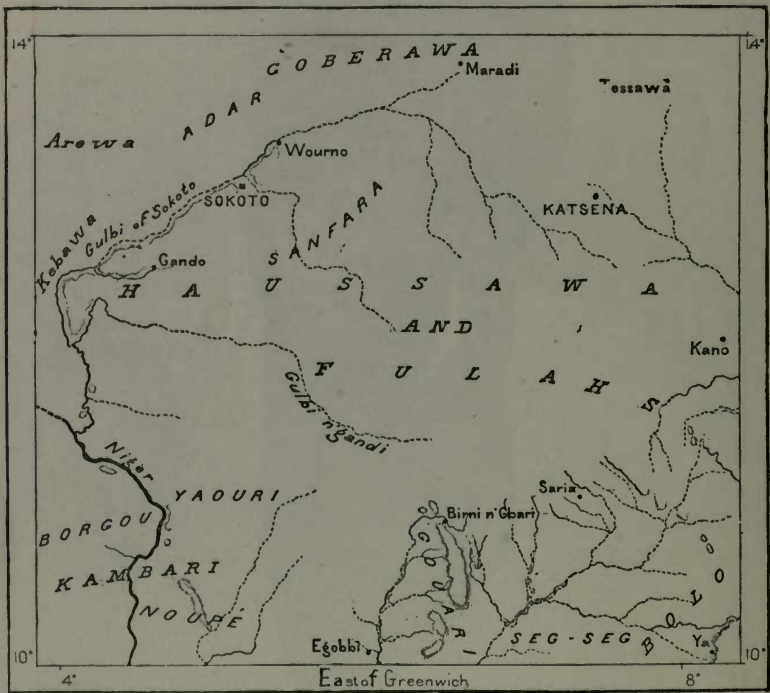 14°
14°
GOBERAWA
Maradi
ADAR
Tessawa
Arewa
Wourno
SOKOTO
KATSENA
Gulbi of Sokoto
SANFARA
Kebawa
Gando
HAUSSAWA
AND
Kano
FULAHS
Gulbi ngandi
Niger
YAOURI
Saria
Birni n'Gbari
BORGOU
GOUARI
KAMBARI
NOUPÉ
SEG-SEG
Ya
Egobbi
10°
10°
4°
East of Greenwich
8°